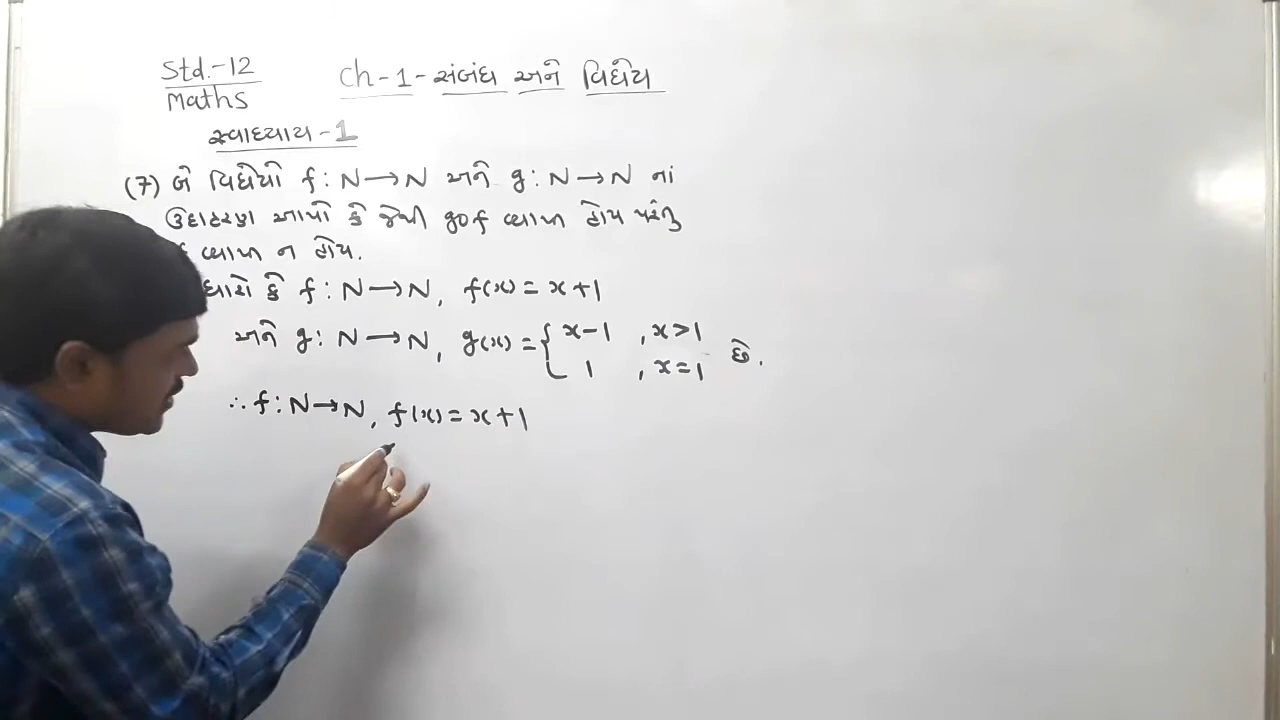 Std.-12
Maths
Ch-1-સંબંધ અને વિધેય
સ્વાધ્યાય-1
(7) બે વિધેયો f : N→N અને g : N→N નાં
ઉદાહરણ આપો કે જેથી gof વ્યાપ્ત હોય પરંતુ
વ્યાપ્ત ન હોય.
ધારો કે f : N→N, f(x) = x+1
અને g : N→N, g(x) = { x-1 , x>1
1 , x=1 છે.
∴ f : N→N, f(x) = x+1